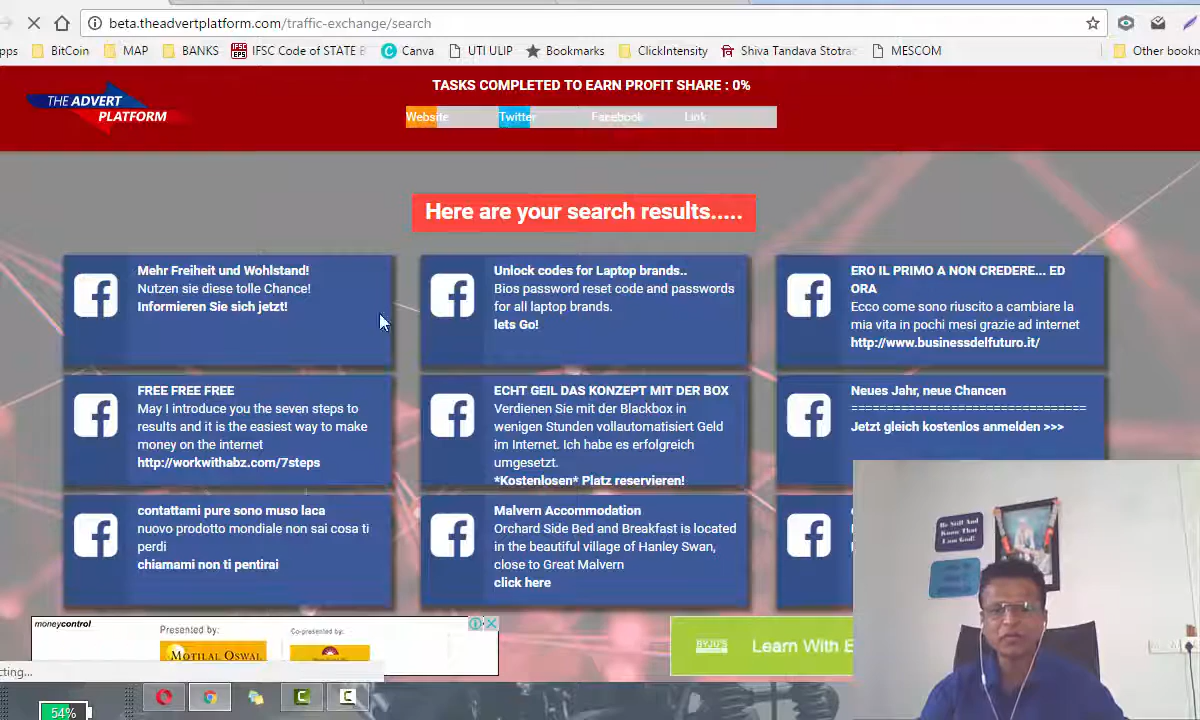 beta.theadvertplatform.com/traffic-exchange/search
BitCoin MAP BANKS IFSC Code of STATE B Canva UTI ULIP Bookmarks ClickIntensity Shiva Tandava Stotra MESCOM Other bookm
THE ADVERT
PLATFORM
TASKS COMPLETED TO EARN PROFIT SHARE : 0%
Website Twitter Facebook Link
Here are your search results.....
Mehr Freiheit und Wohlstand!
Nutzen sie diese tolle Chance!
Informieren Sie sich jetzt!
Unlock codes for Laptop brands..
Bios password reset code and passwords
for all laptop brands.
lets Go!
ERO IL PRIMO A NON CREDERE... ED
ORA
Ecco come sono riuscito a cambiare la
mia vita in pochi mesi grazie ad internet
http://www.businessdelfuturo.it/
FREE FREE FREE
May I introduce you the seven steps to
results and it is the easiest way to make
money on the internet
http://workwithabz.com/7steps
ECHT GEIL DAS KONZEPT MIT DER BOX
Verdienen Sie mit der Blackbox in
wenigen Stunden vollautomatisiert Geld
im Internet. Ich habe es erfolgreich
umgesetzt.
*Kostenlosen* Platz reservieren!
Neues Jahr, neue Chancen
=================================
Jetzt gleich kostenlos anmelden >>>
contattami pure sono muso laca
nuovo prodotto mondiale non sai cosa ti
perdi
chiamami non ti pentirai
Malvern Accommodation
Orchard Side Bed and Breakfast is located
in the beautiful village of Hanley Swan,
close to Great Malvern
click here
Be Still And
Know That
I am God!
moneycontrol
Presented by:
MOTILAL OSWAL
Co-presented by:
BYJU'S
Learn With
cting...
54%